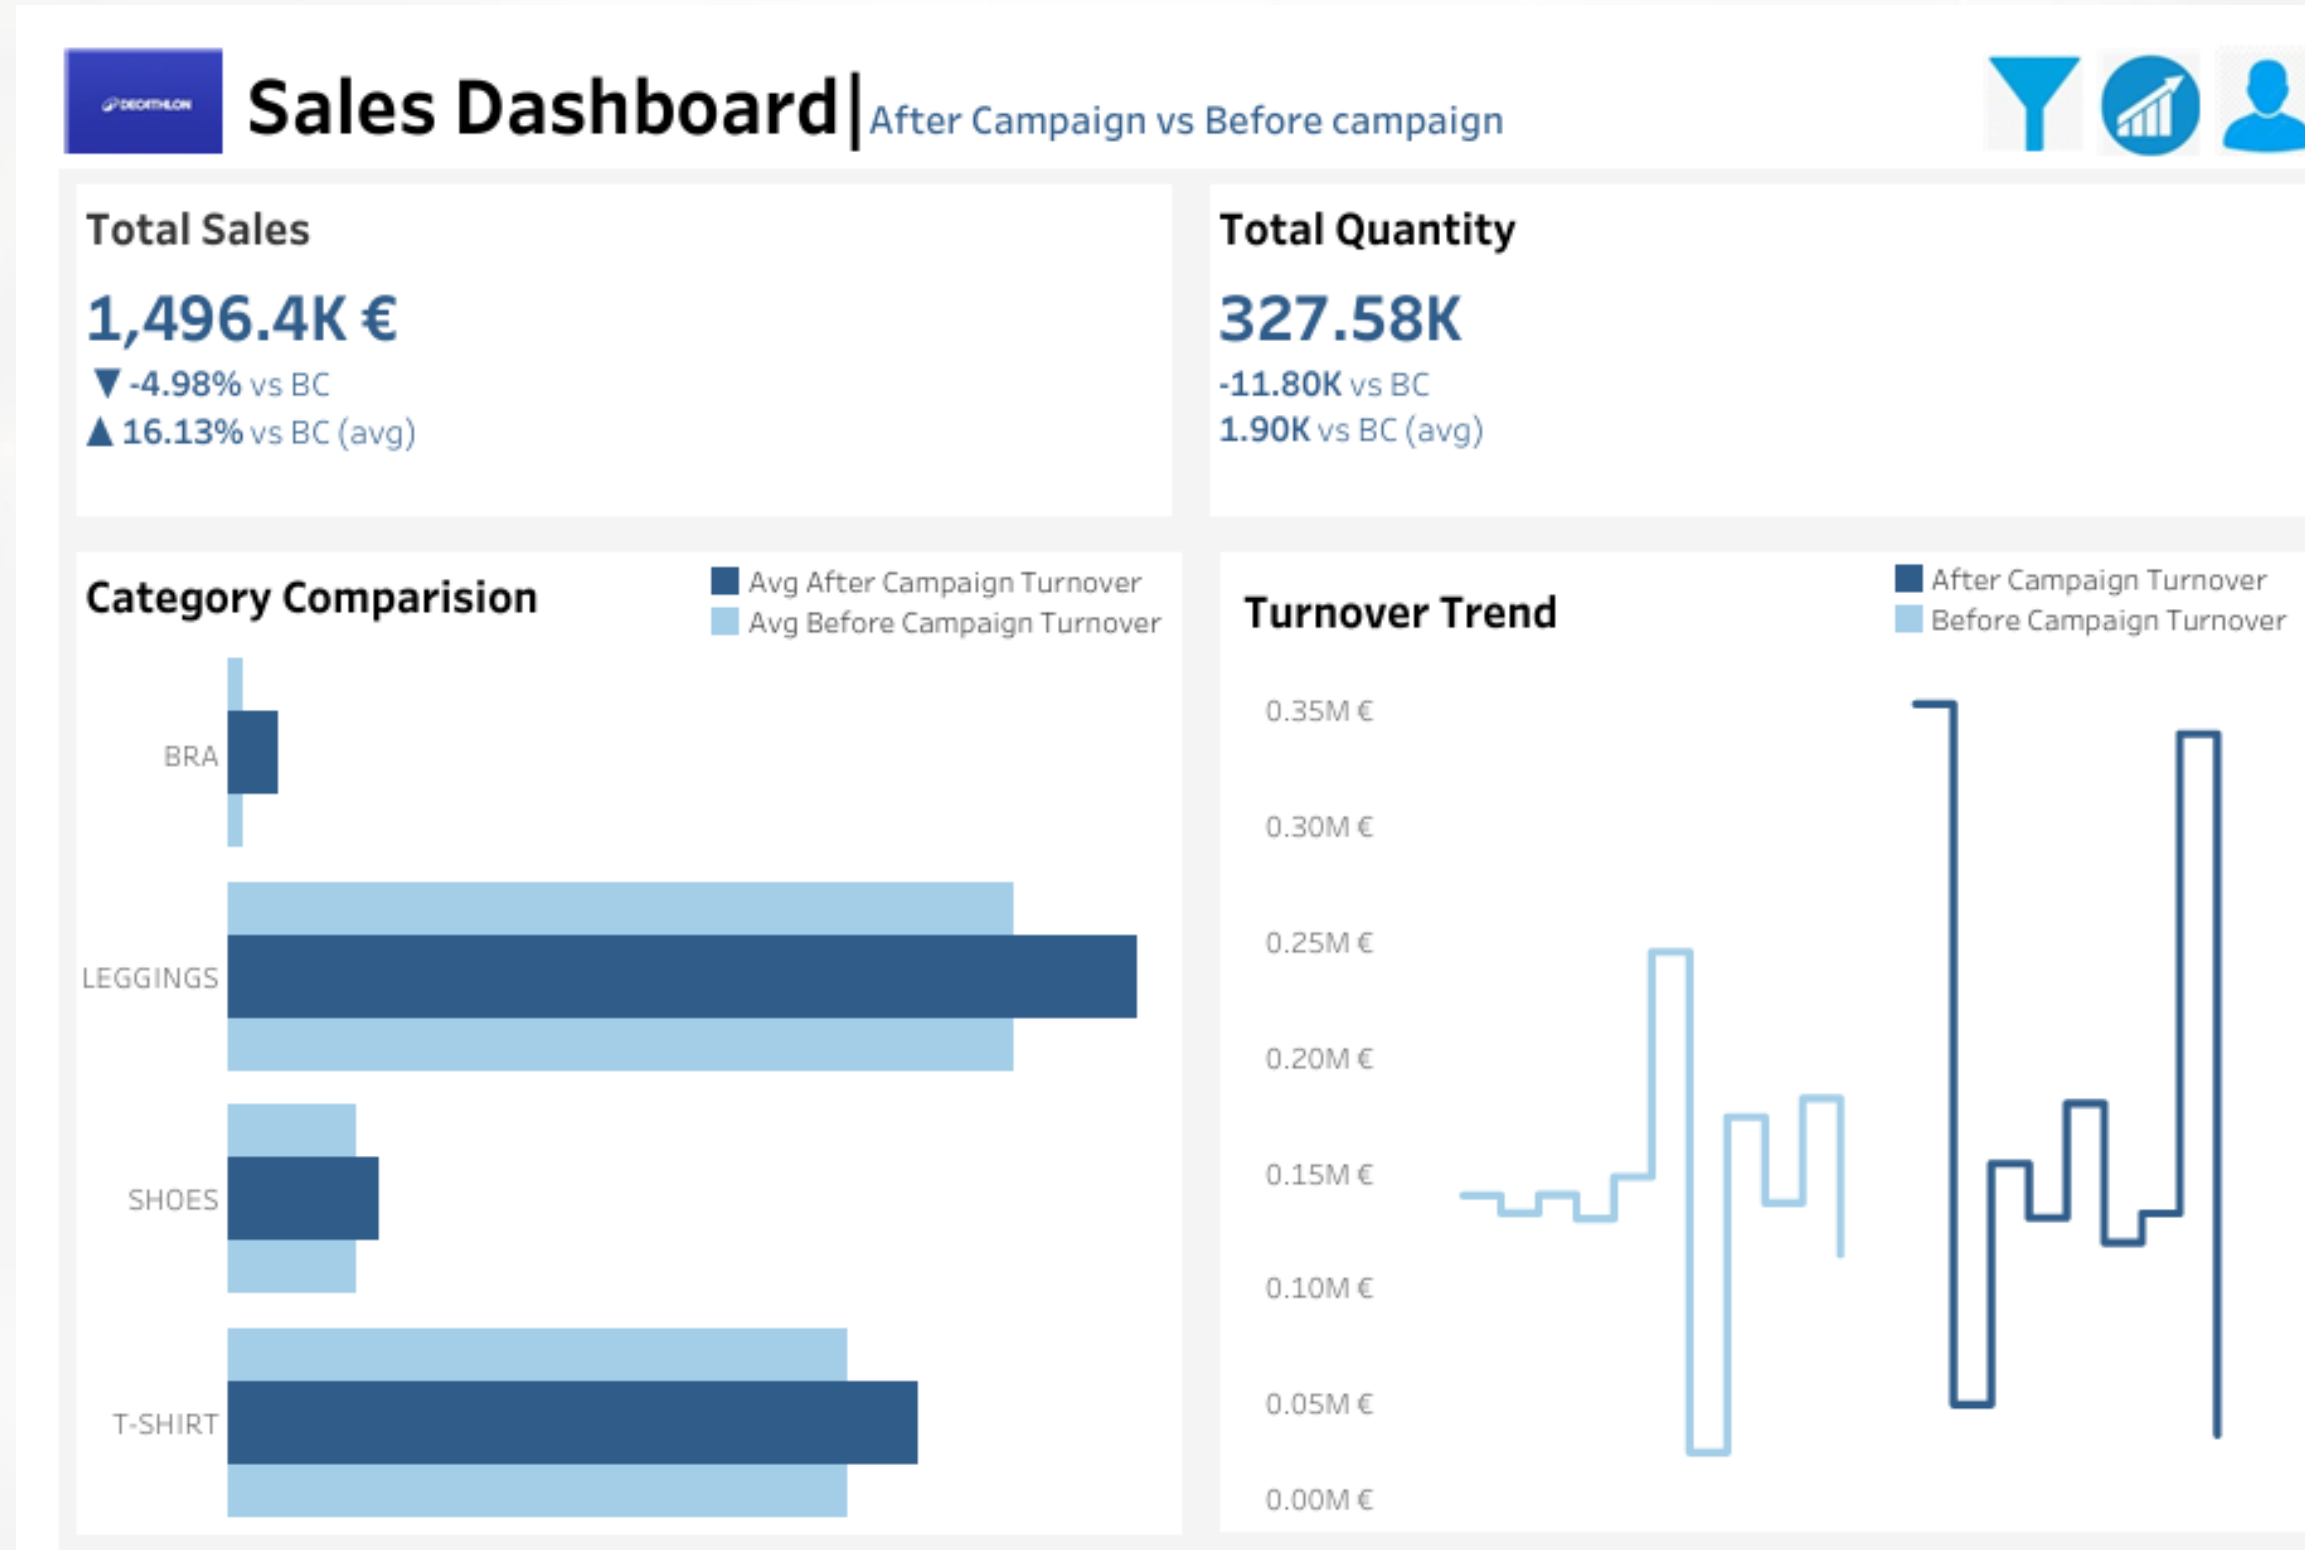 DECATHLON
Sales Dashboard|After Campaign vs Before campaign
Total Sales
1,496.4K €
▼ -4.98% vs BC
▲ 16.13% vs BC (avg)
Total Quantity
327.58K
-11.80K vs BC
1.90K vs BC (avg)
Category Comparision
Avg After Campaign Turnover
Avg Before Campaign Turnover
BRA
LEGGINGS
SHOES
T-SHIRT
Turnover Trend
After Campaign Turnover
Before Campaign Turnover
0.35M €
0.30M €
0.25M €
0.20M €
0.15M €
0.10M €
0.05M €
0.00M €